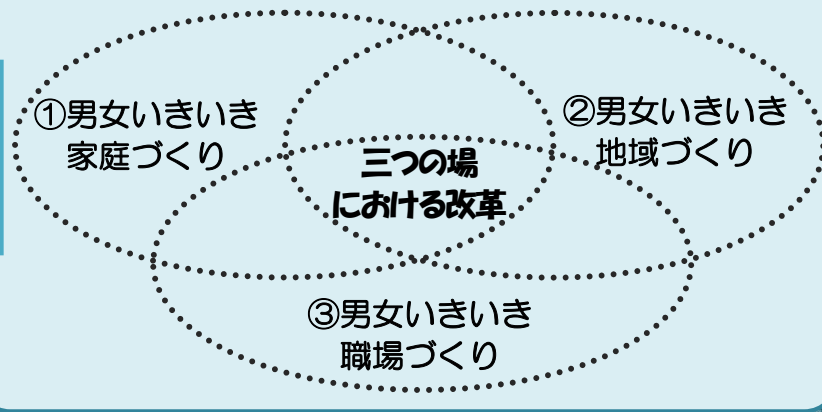 ①男女いきいき
家庭づくり
②男女いきいき
地域づくり
三つの場
における改革
③男女いきいき
職場づくり